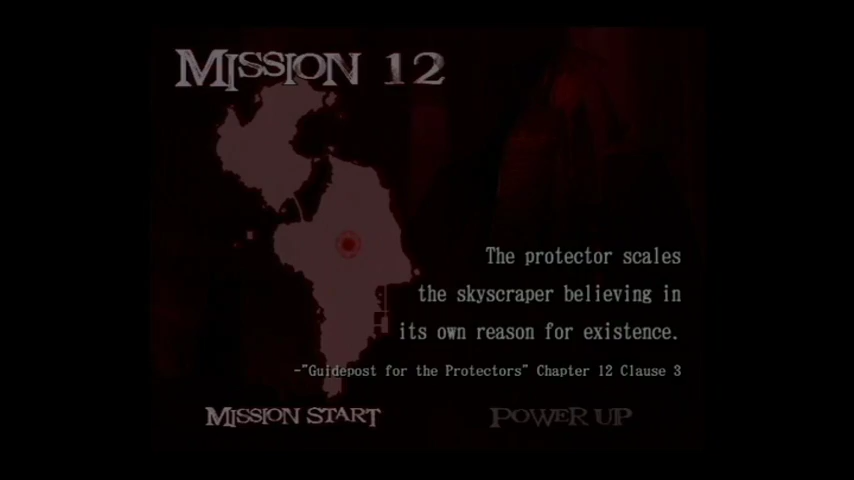 MISSION 12
The protector scales
the skyscraper believing in
its own reason for existence.
-"Guidepost for the Protectors" Chapter 12 Clause 3
MISSION START
POWER UP